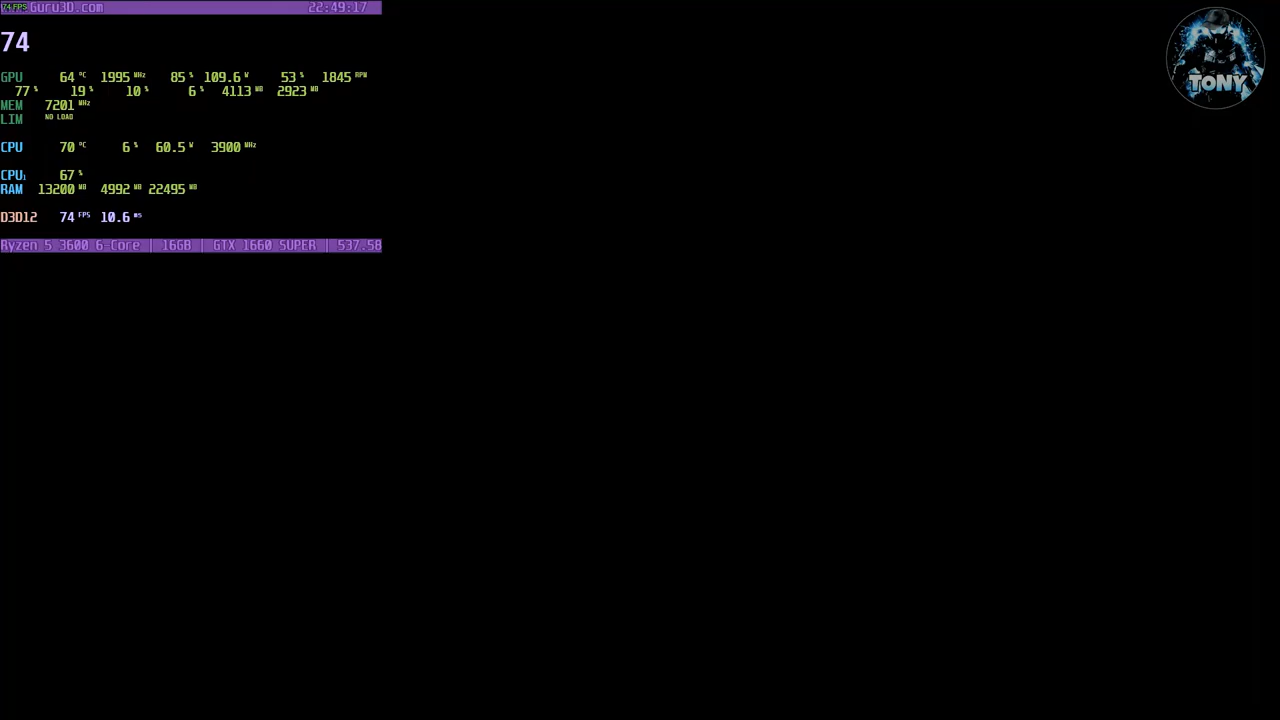 74 FPS Guru3D.com 22:49:17
74
GPU 64 °C 1995 MHz 85 % 109.6 W 53 % 1845 RPM
77 % 19 % 10 % 6 % 4113 MB 2923 MB
MEM 7201 MHz
LIM NO LOAD
CPU 70 °C 6 % 60.5 W 3900 MHz
CPU1 67 %
RAM 13200 MB 4992 MB 22495 MB
D3D12 74 FPS 10.6 ms
Ryzen 5 3600 6-Core | 16GB | GTX 1660 SUPER | 537.58
TONY